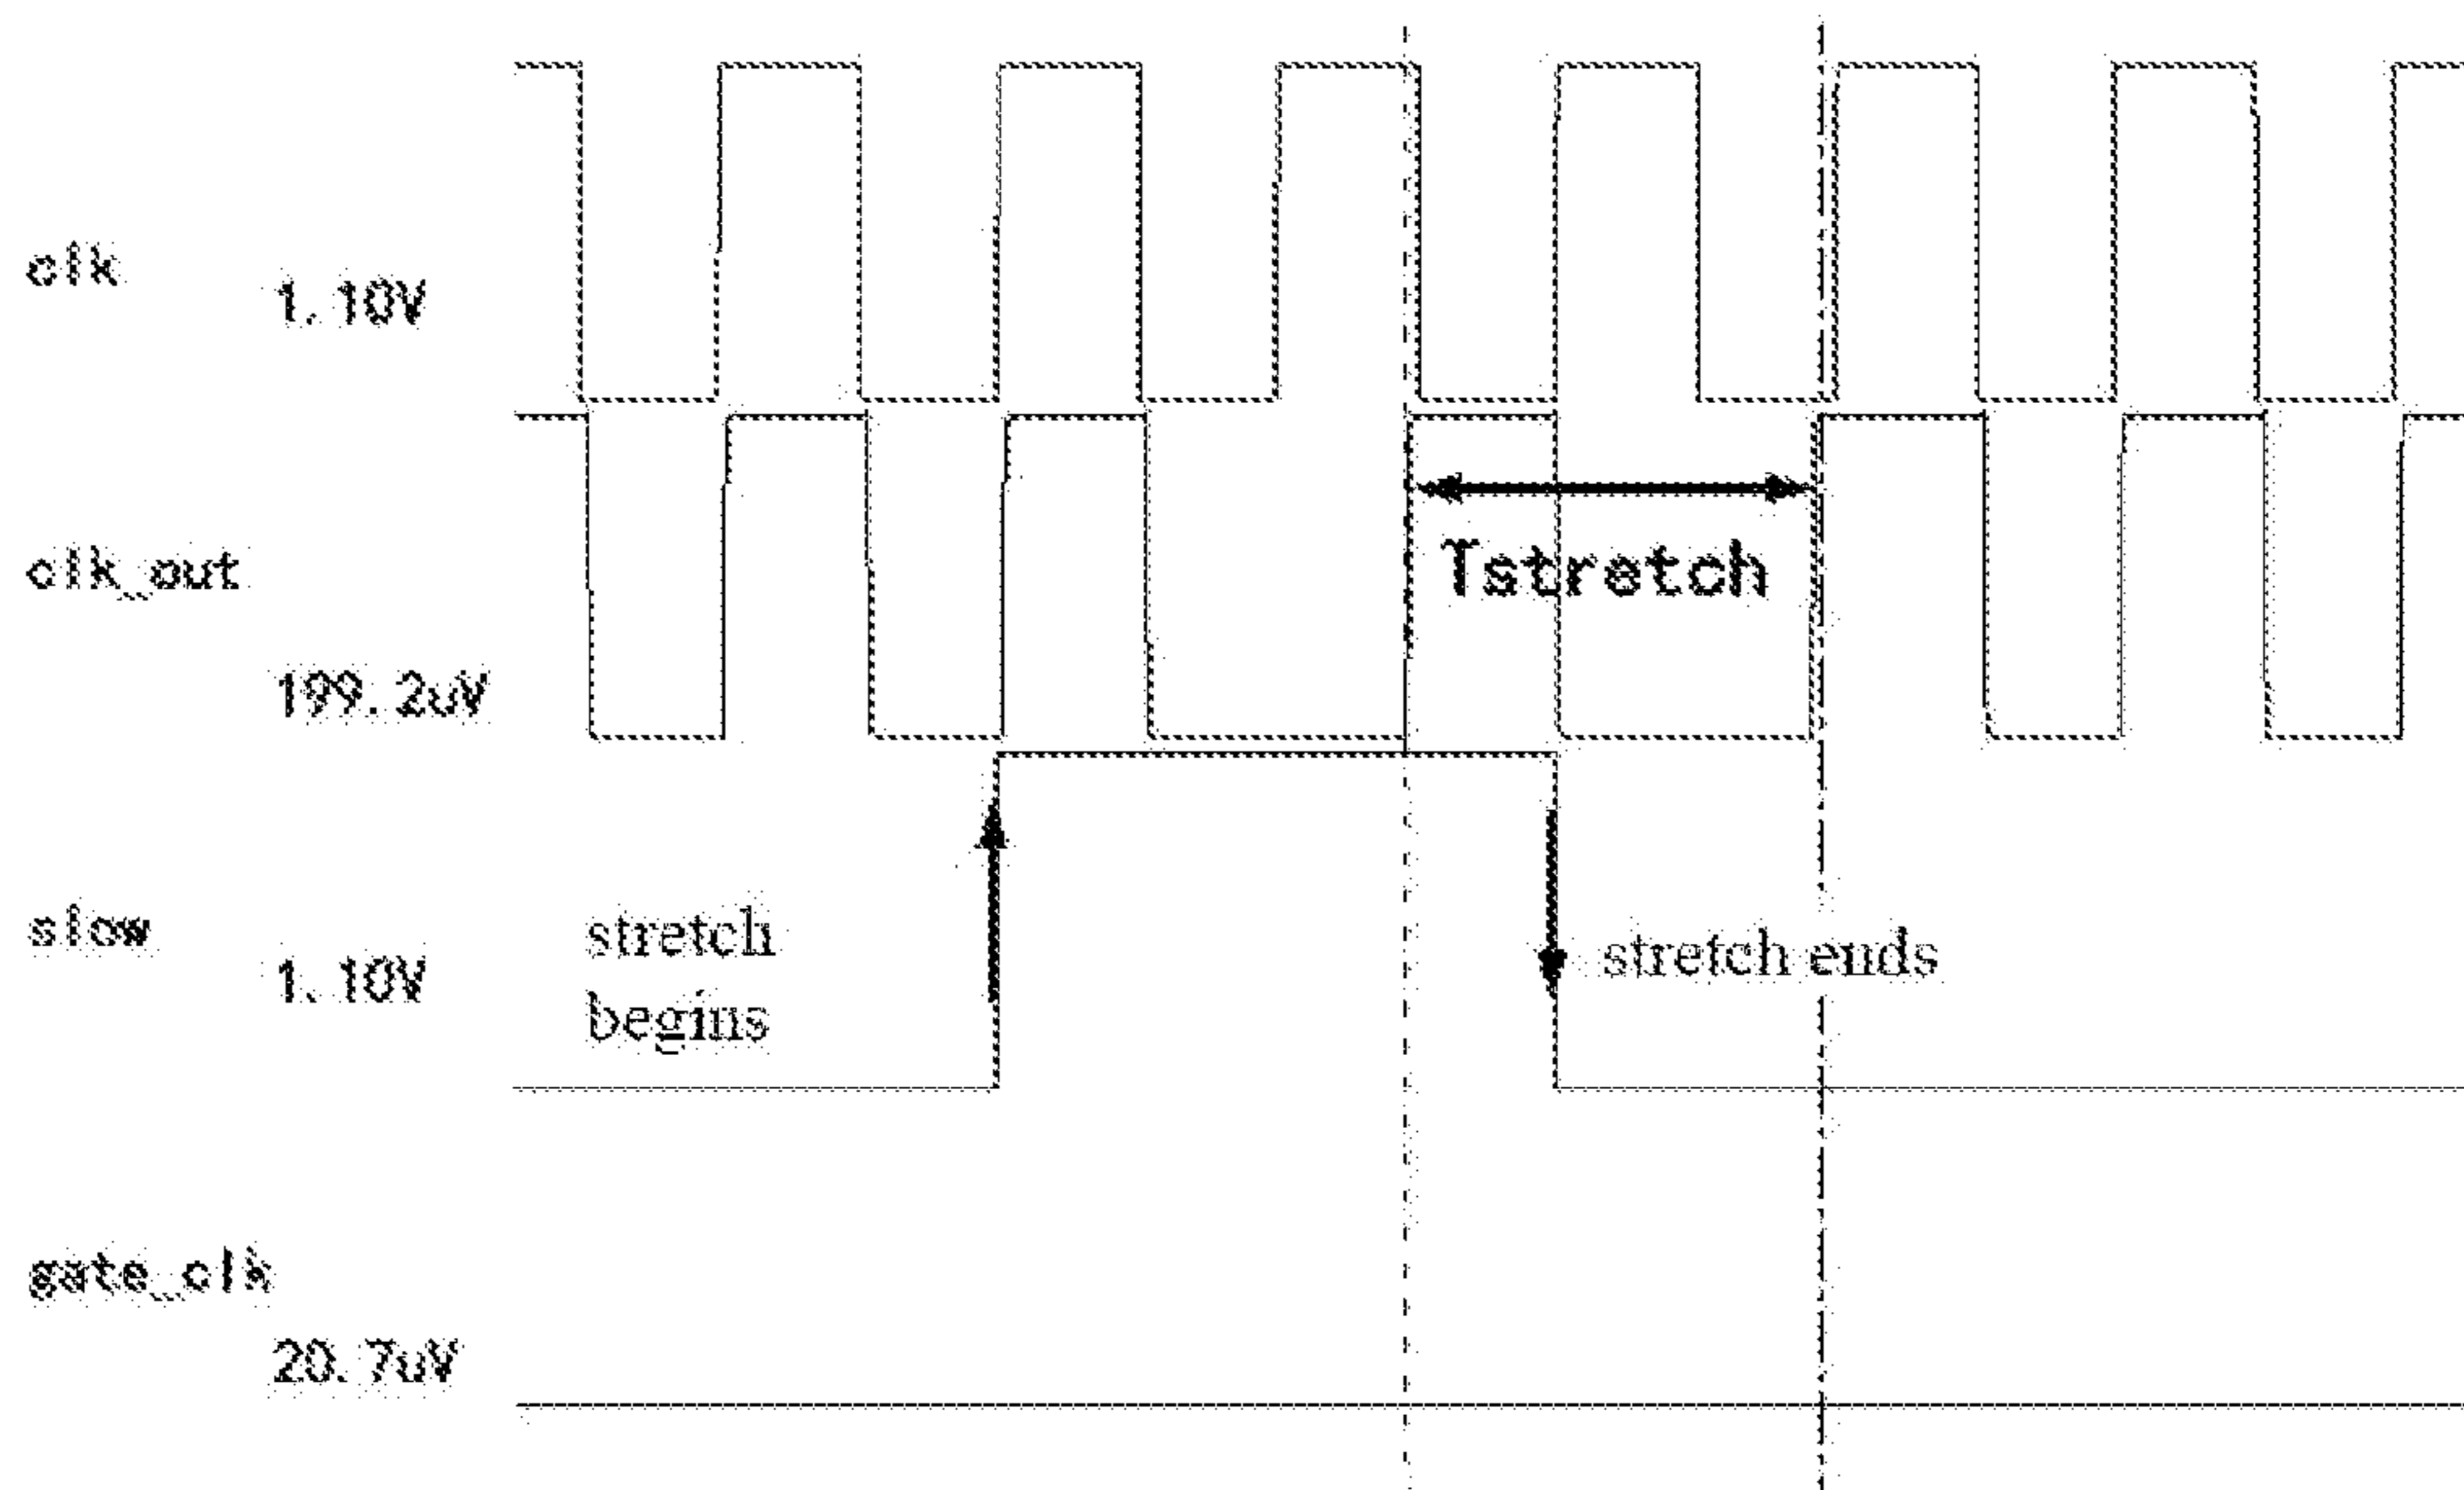 clk
1.10V
clk_out
Tstretch
199.2uV
slow
1.10V
stretch
begins
stretch ends
gate_clk
20.7uV